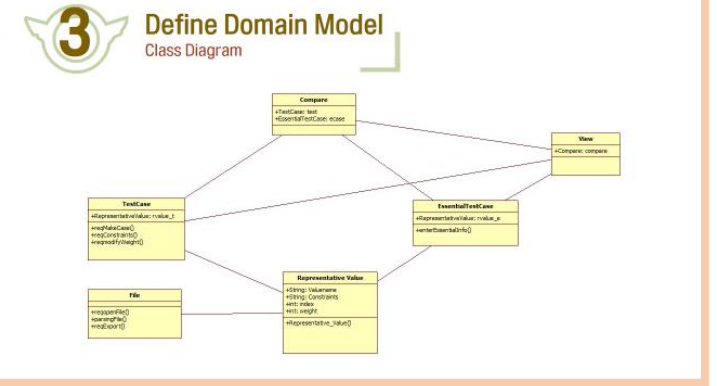 3
Define Domain Model
Class Diagram
Compare
+TestCase: test
+EssentialTestCase: ecase
View
+Compare: compare
TestCase
+RepresentativeValue: rvalue_t
+reqMakeCase()
+reqConstraints()
+reqmodifyWeight()
EssentialTestCase
+RepresentativeValue: rvalue_e
+enterEssentialInfo()
File
+reqopenFile()
+parsingFile()
+reqExport()
Representative Value
+String: Valuename
+String: Constraints
+int: index
+int: weight
+Representative_Value()